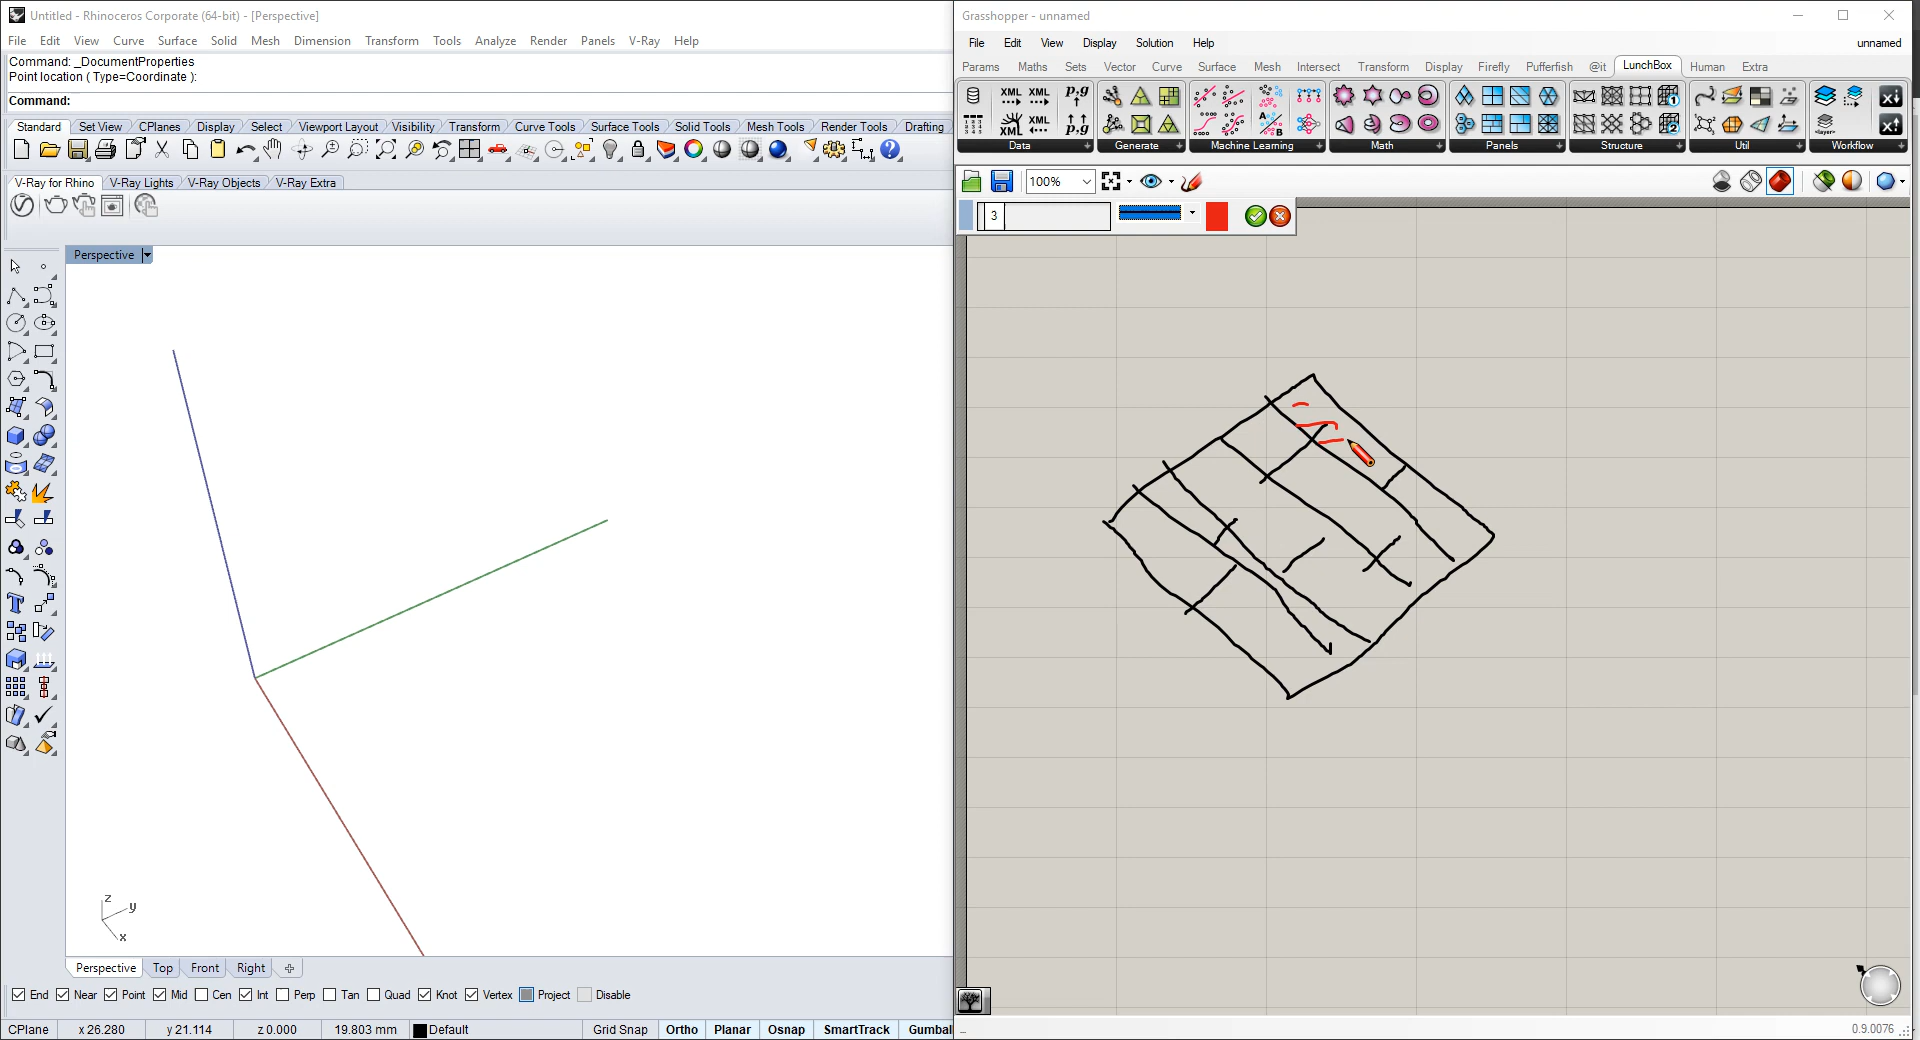 Untitled - Rhinoceros Corporate (64-bit) - [Perspective]
File Edit View Curve Surface Solid Mesh Dimension Transform Tools Analyze Render Panels V-Ray Help
Command: _DocumentProperties
Point location ( Type=Coordinate ):
Command:
Standard Set View CPlanes Display Select Viewport Layout Visibility Transform Curve Tools Surface Tools Solid Tools Mesh Tools Render Tools Drafting
V-Ray for Rhino V-Ray Lights V-Ray Objects V-Ray Extra
Perspective
z
y
x
Perspective Top Front Right
End Near Point Mid Cen Int Perp Tan Quad Knot Vertex Project Disable
CPlane x 26.280 y 21.114 z 0.000 19.803 mm Default Grid Snap Ortho Planar Osnap SmartTrack Gumbal
Grasshopper - unnamed
File Edit View Display Solution Help unnamed
Params Maths Sets Vector Curve Surface Mesh Intersect Transform Display Firefly Pufferfish @it LunchBox Human Extra
XML XML p,g
XML p,g
Data Generate Machine Learning Math Panels Structure Util Workflow
100%
3
...
0.9.0076